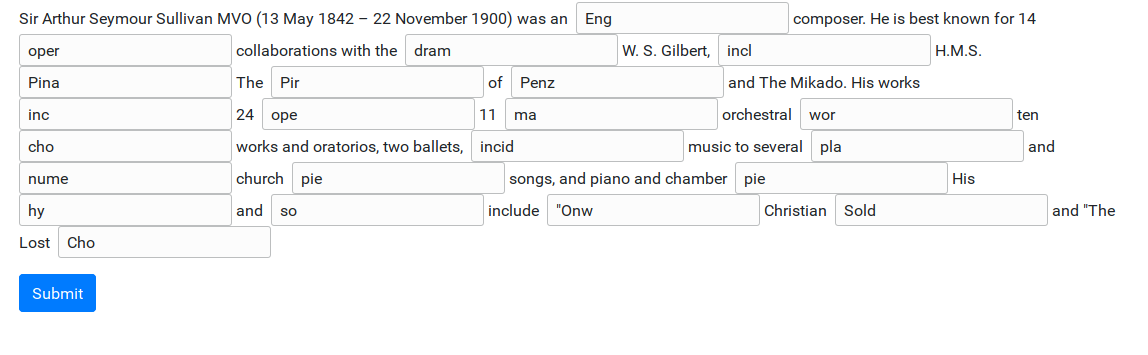 Sir Arthur Seymour Sullivan MVO (13 May 1842 – 22 November 1900) was an Eng composer. He is best known for 14
oper collaborations with the dram W. S. Gilbert, incl H.M.S.
Pina The Pir of Penz and The Mikado. His works
inc 24 ope 11 ma orchestral wor ten
cho works and oratorios, two ballets, incid music to several pla and
nume church pie songs, and piano and chamber pie His
hy and so include "Onw Christian Sold and "The
Lost Cho
Submit